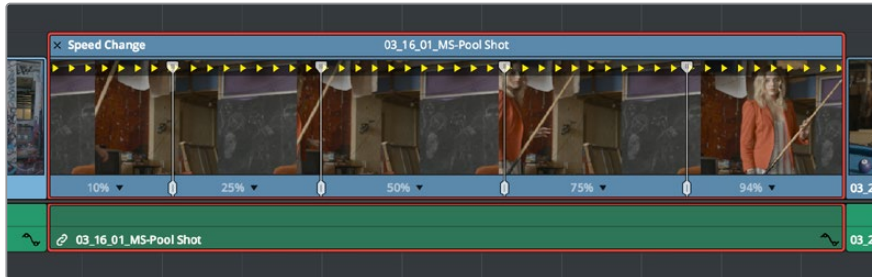 × Speed Change 03_16_01_MS-Pool Shot
10% ▼ 25% ▼ 50% ▼ 75% ▼ 94% ▼ 03_2
03_16_01_MS-Pool Shot 03_2